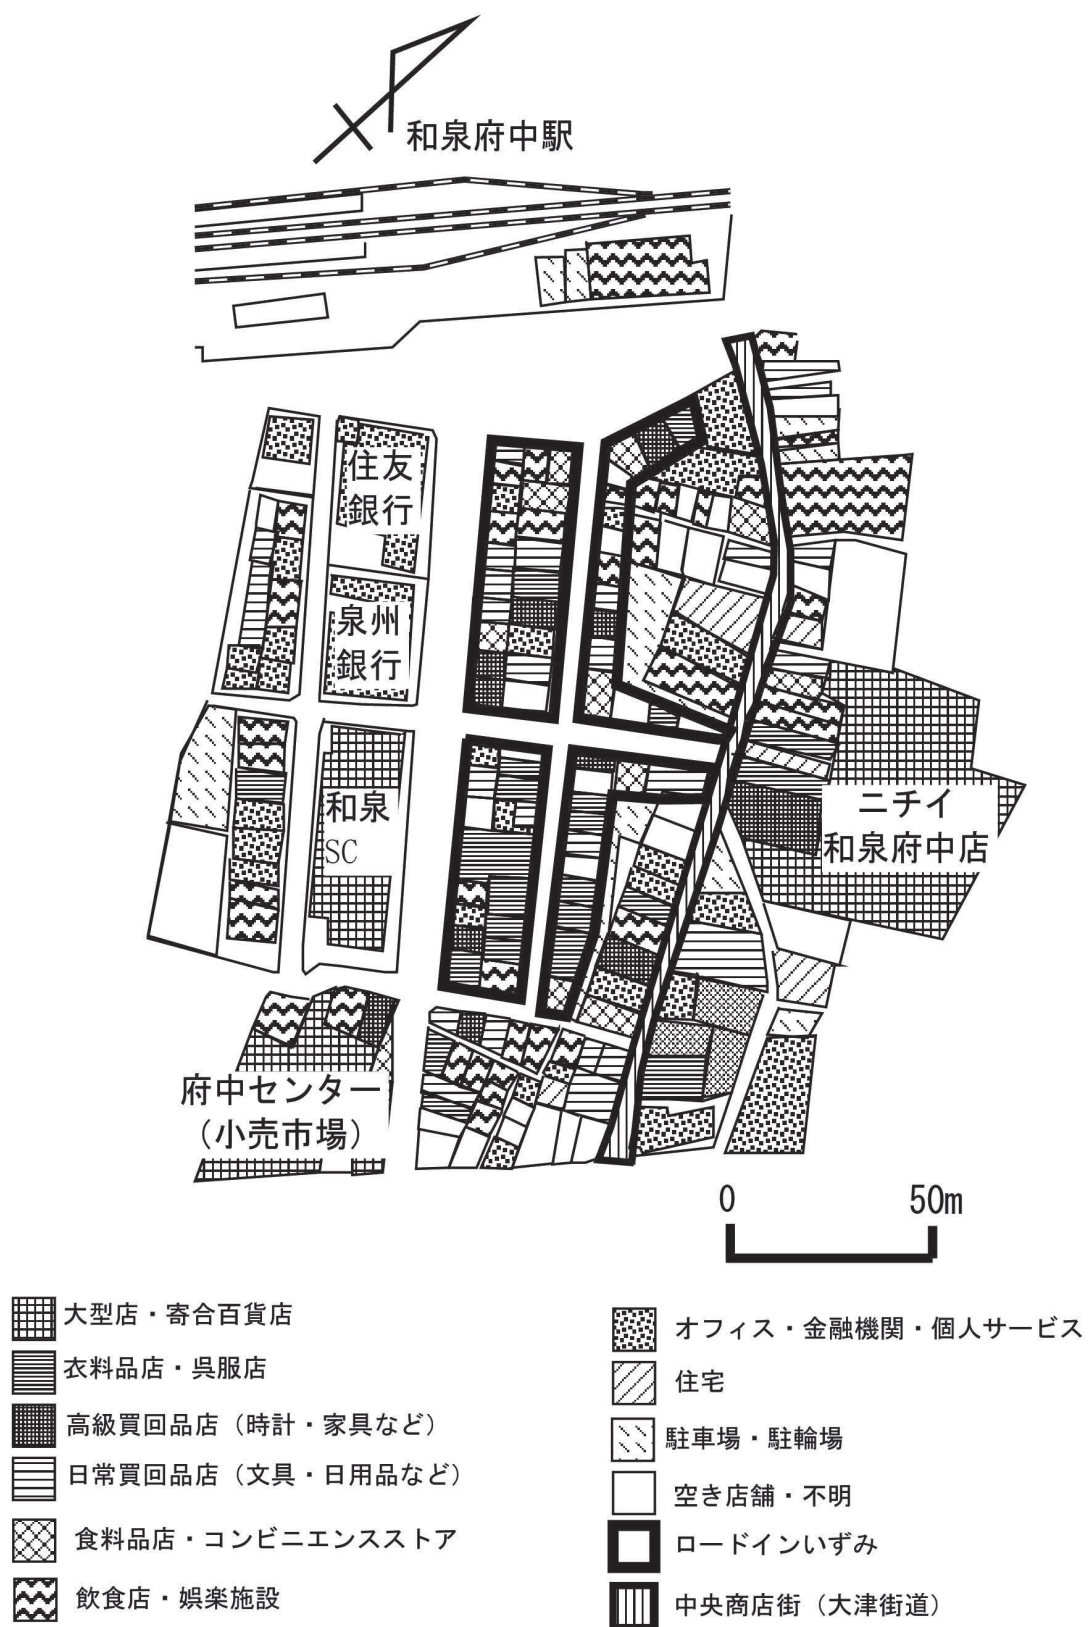 和泉府中駅
住友
銀行
泉州
銀行
和泉
SC
ニチイ
和泉府中店
府中センター
（小売市場）
0
50m
大型店・寄合百貨店
衣料品店・呉服店
高級買回品店（時計・家具など）
日常買回品店（文具・日用品など）
食料品店・コンビニエンスストア
飲食店・娯楽施設
オフィス・金融機関・個人サービス
住宅
駐車場・駐輪場
空き店舗・不明
ロードインいずみ
中央商店街（大津街道）